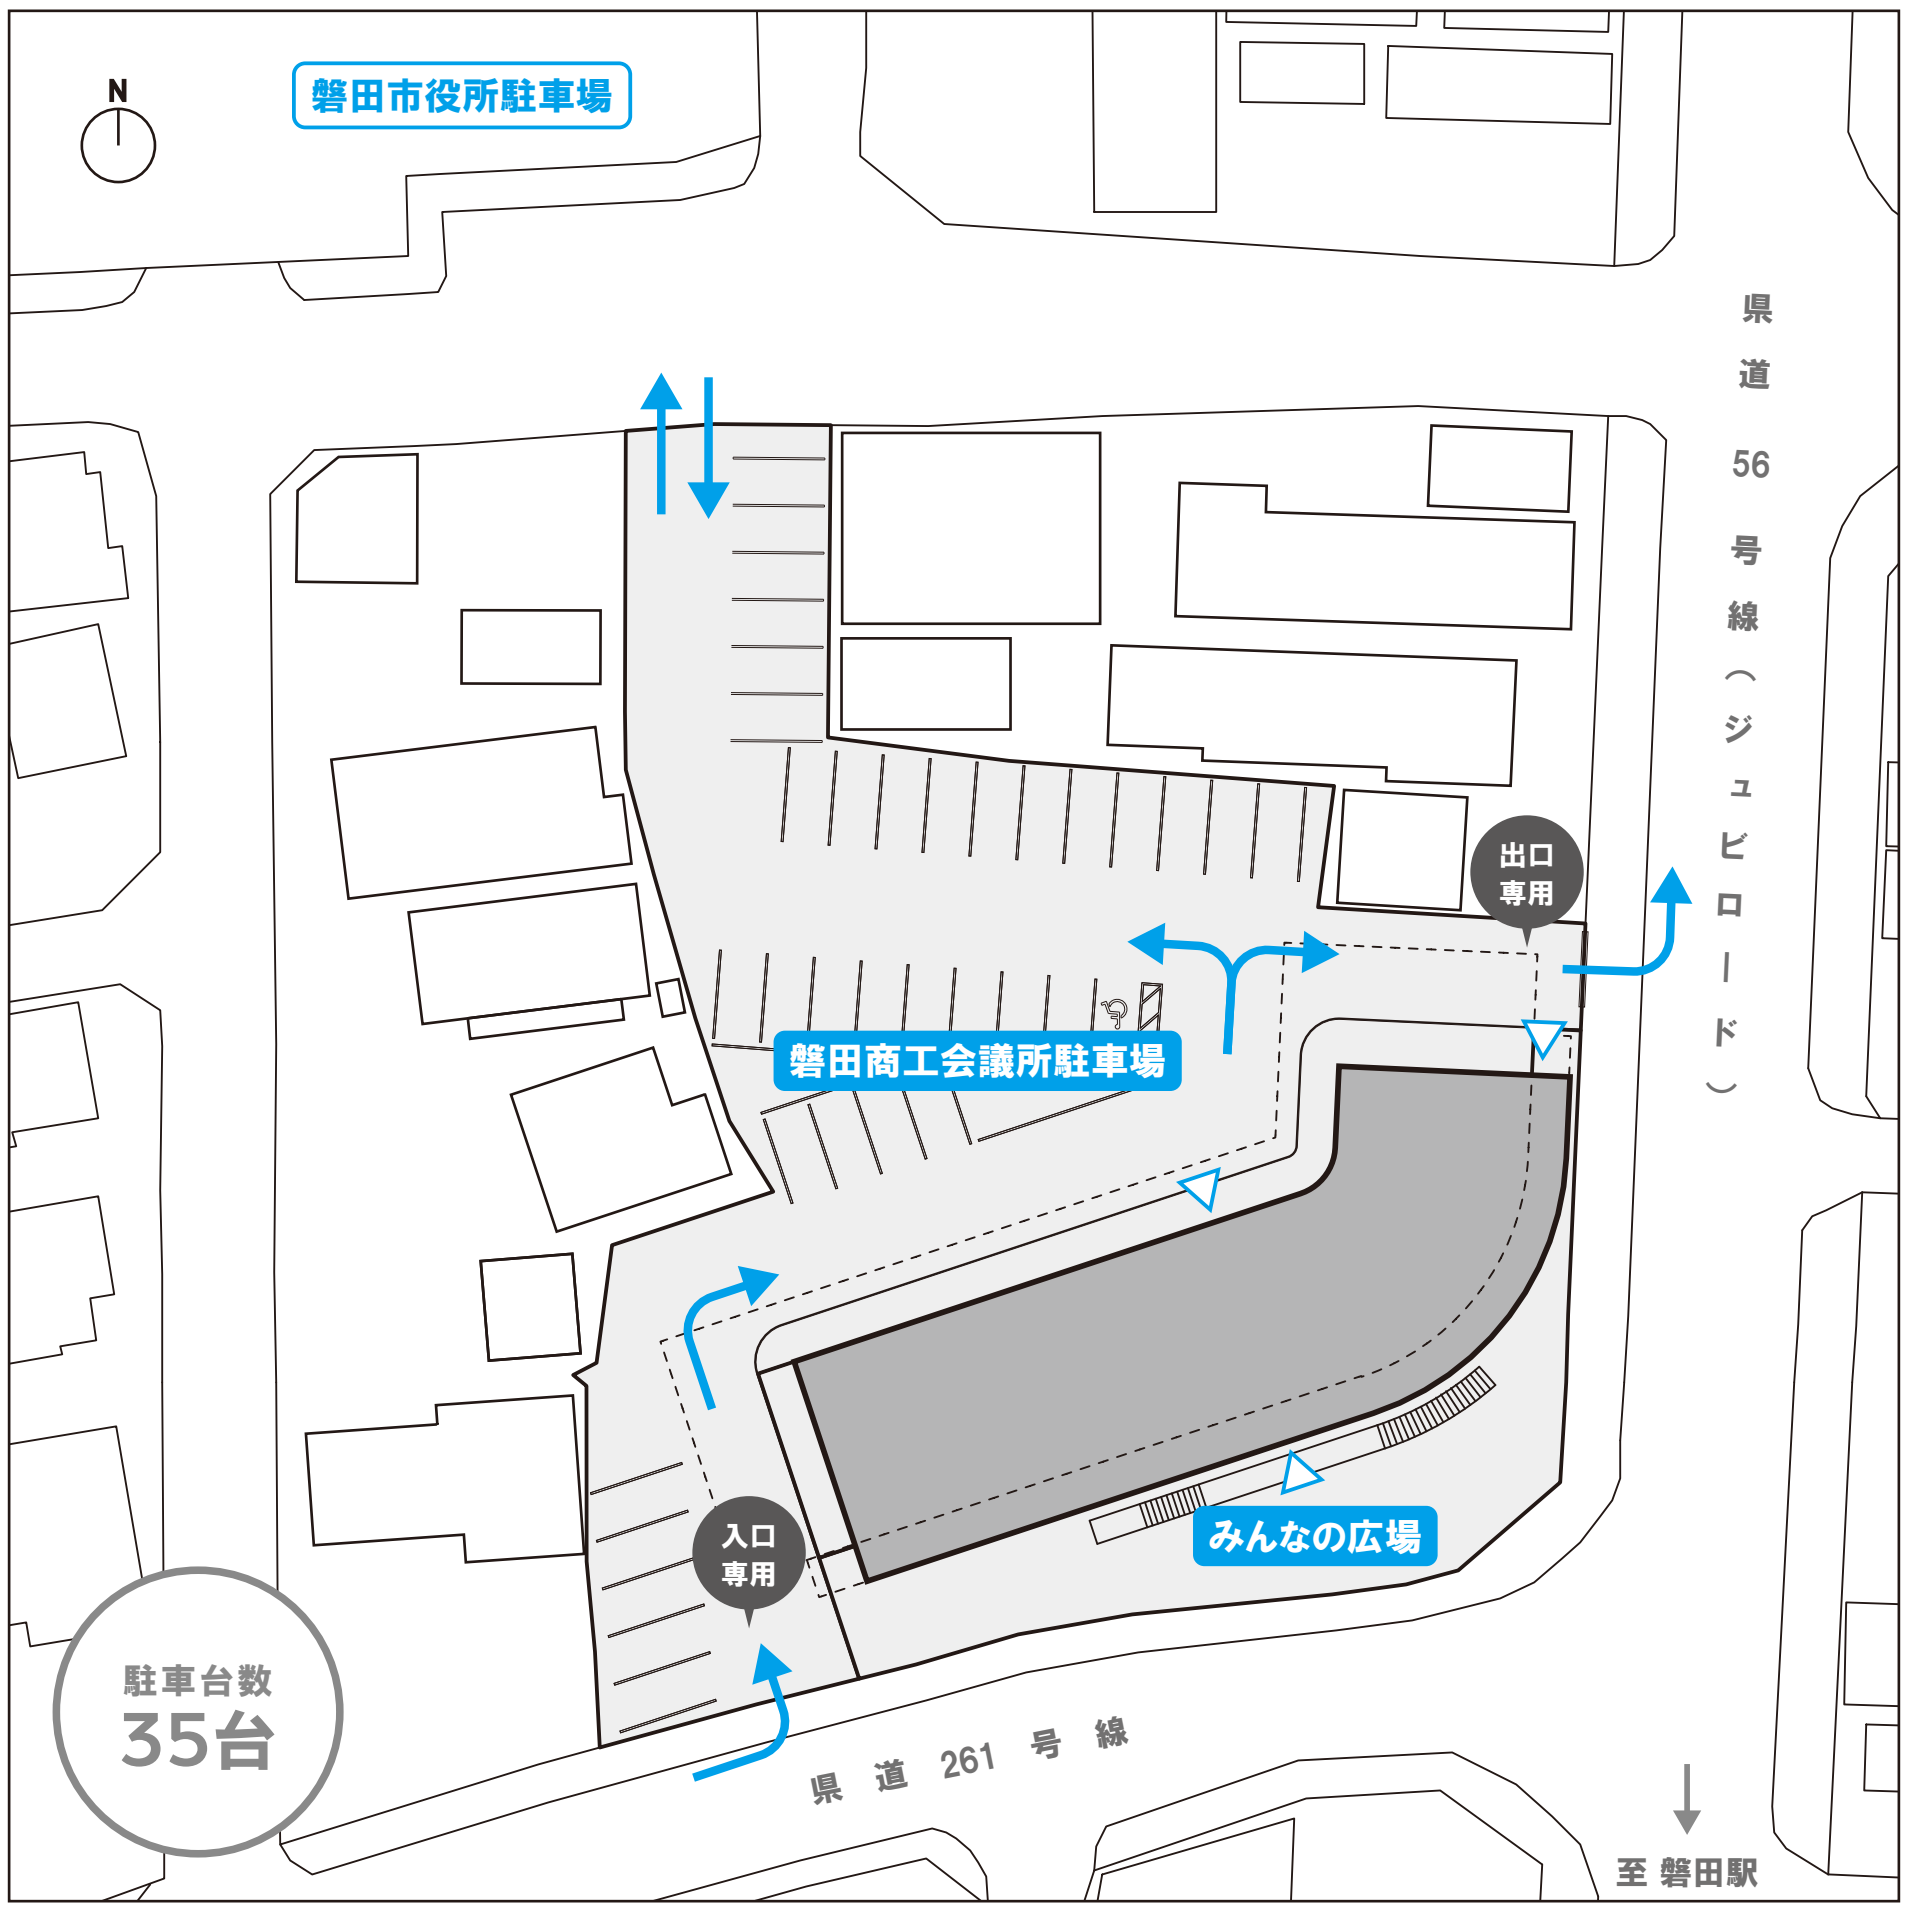 N
磐田市役所駐車場
県道56号線（ジュビロード）
出口
専用
磐田商工会議所駐車場
みんなの広場
入口
専用
駐車台数
35台
県道261号線
至 磐田駅